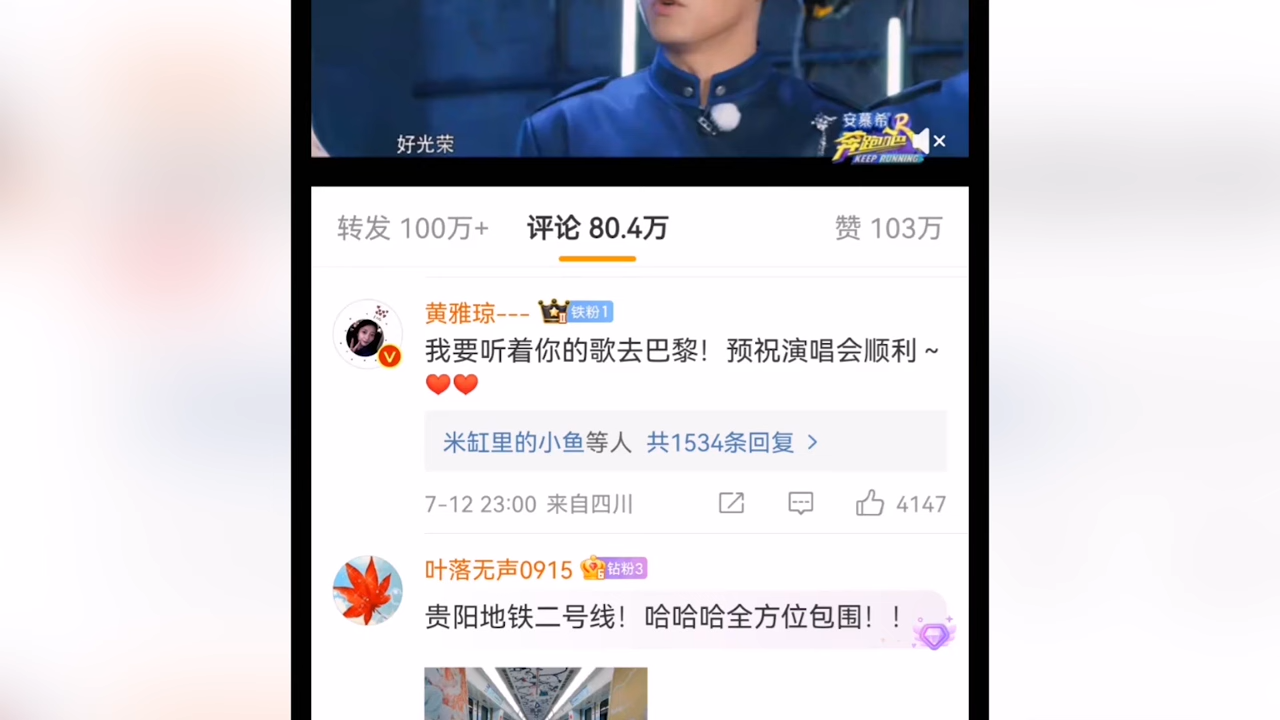 好光荣
安慕希
奔跑吧
KEEP RUNNING
转发 100万+ 评论 80.4万 赞 103万
黄雅琼--- II 铁粉1
我要听着你的歌去巴黎！预祝演唱会顺利~
❤️❤️
米缸里的小鱼等人 共1534条回复 >
7-12 23:00 来自四川 4147
叶落无声0915 6 钻粉3
贵阳地铁二号线！哈哈哈全方位包围！！